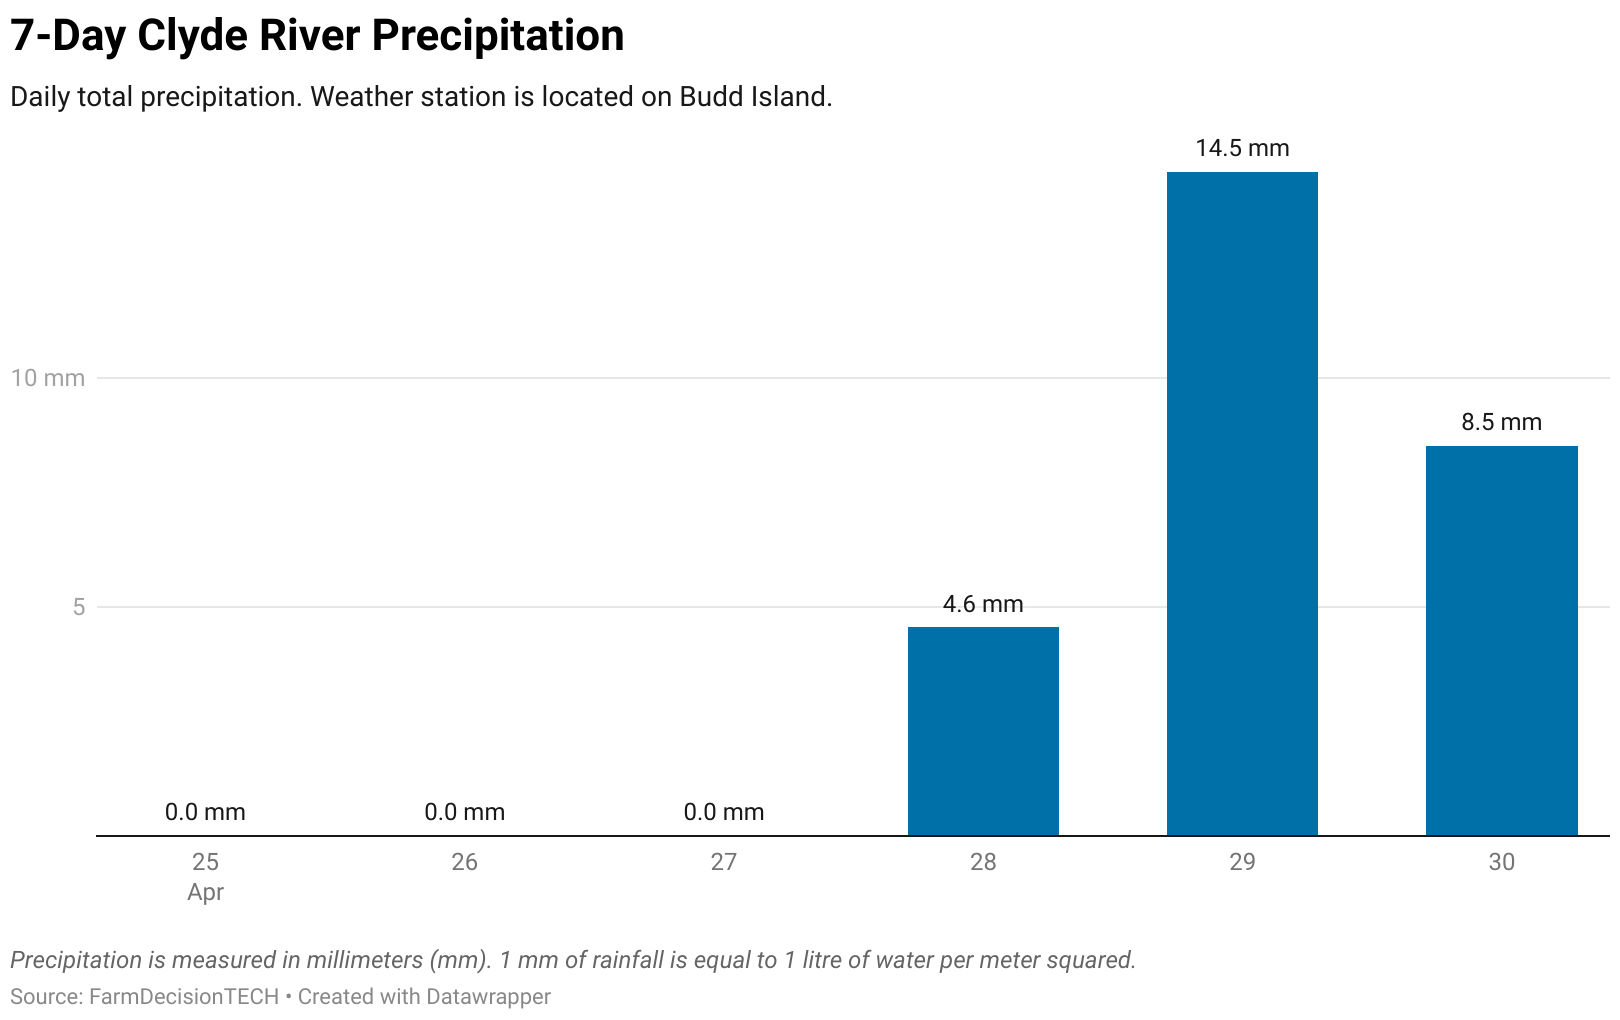 7-Day Clyde River Precipitation
Daily total precipitation. Weather station is located on Budd Island.
14.5 mm
10 mm
8.5 mm
5
4.6 mm
0.0 mm 0.0 mm 0.0 mm
25 26 27 28 29 30
Apr
Precipitation is measured in millimeters (mm). 1 mm of rainfall is equal to 1 litre of water per meter squared.
Source: FarmDecisionTECH • Created with Datawrapper